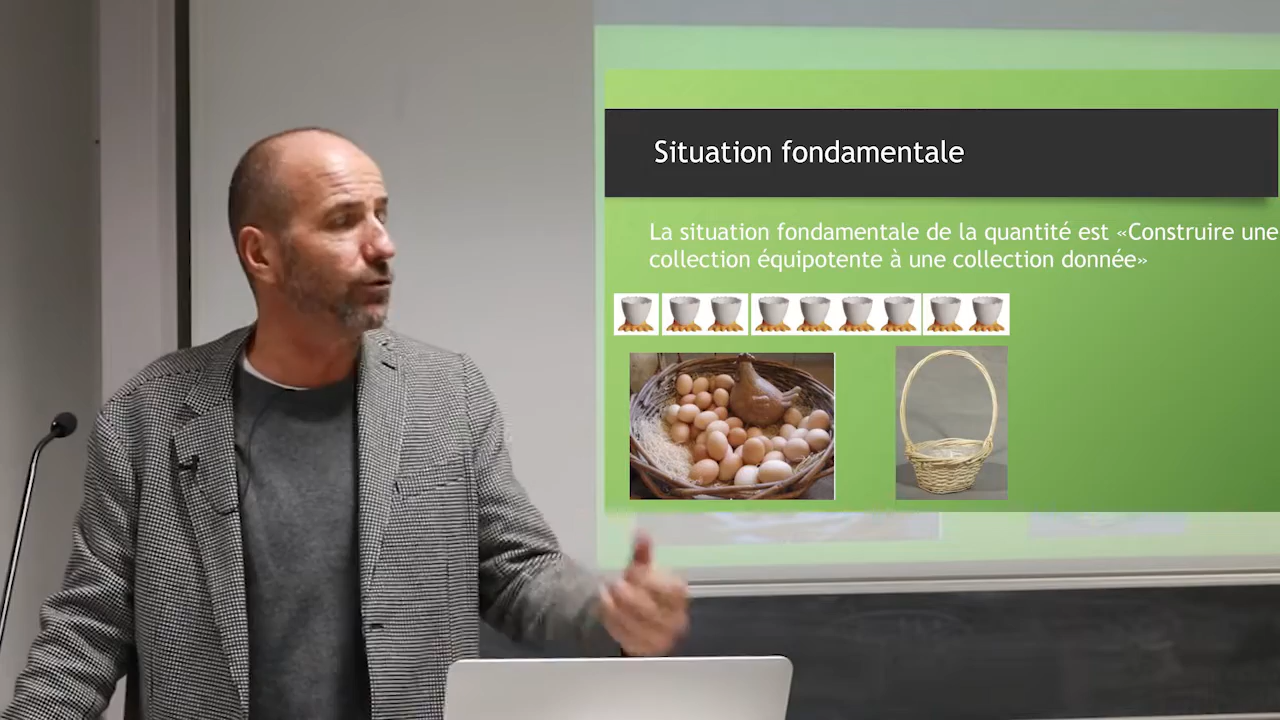 Situation fondamentale
La situation fondamentale de la quantité est «Construire une
collection équipotente à une collection donnée»